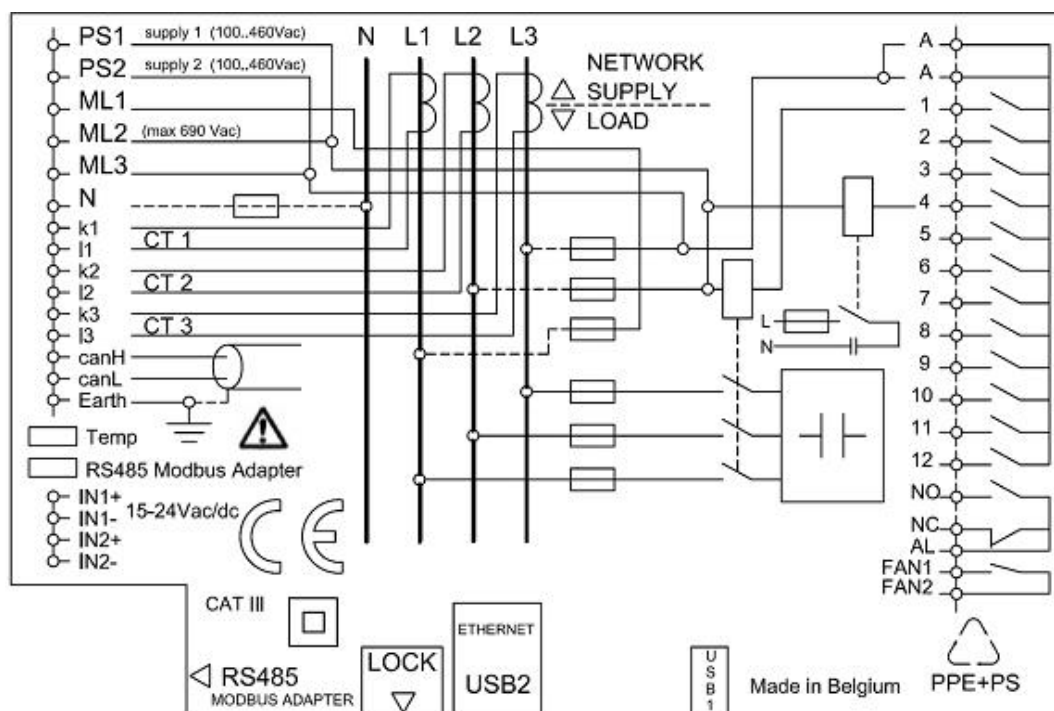 PS1 supply 1 (100..460Vac)
PS2 supply 2 (100..460Vac)
ML1
ML2 (max 690 Vac)
ML3
N
k1
l1 CT 1
k2
l2 CT 2
k3
l3 CT 3
canH
canL
Earth
Temp
RS485 Modbus Adapter
IN1+
IN1- 15-24Vac/dc
IN2+
IN2-
N L1 L2 L3
NETWORK
SUPPLY
LOAD
L
N
A
A
1
2
3
4
5
6
7
8
9
10
11
12
NO
NC
AL
FAN1
FAN2
CE
CAT III
RS485
MODBUS ADAPTER
LOCK
ETHERNET
USB2
USB1
Made in Belgium
PPE+PS